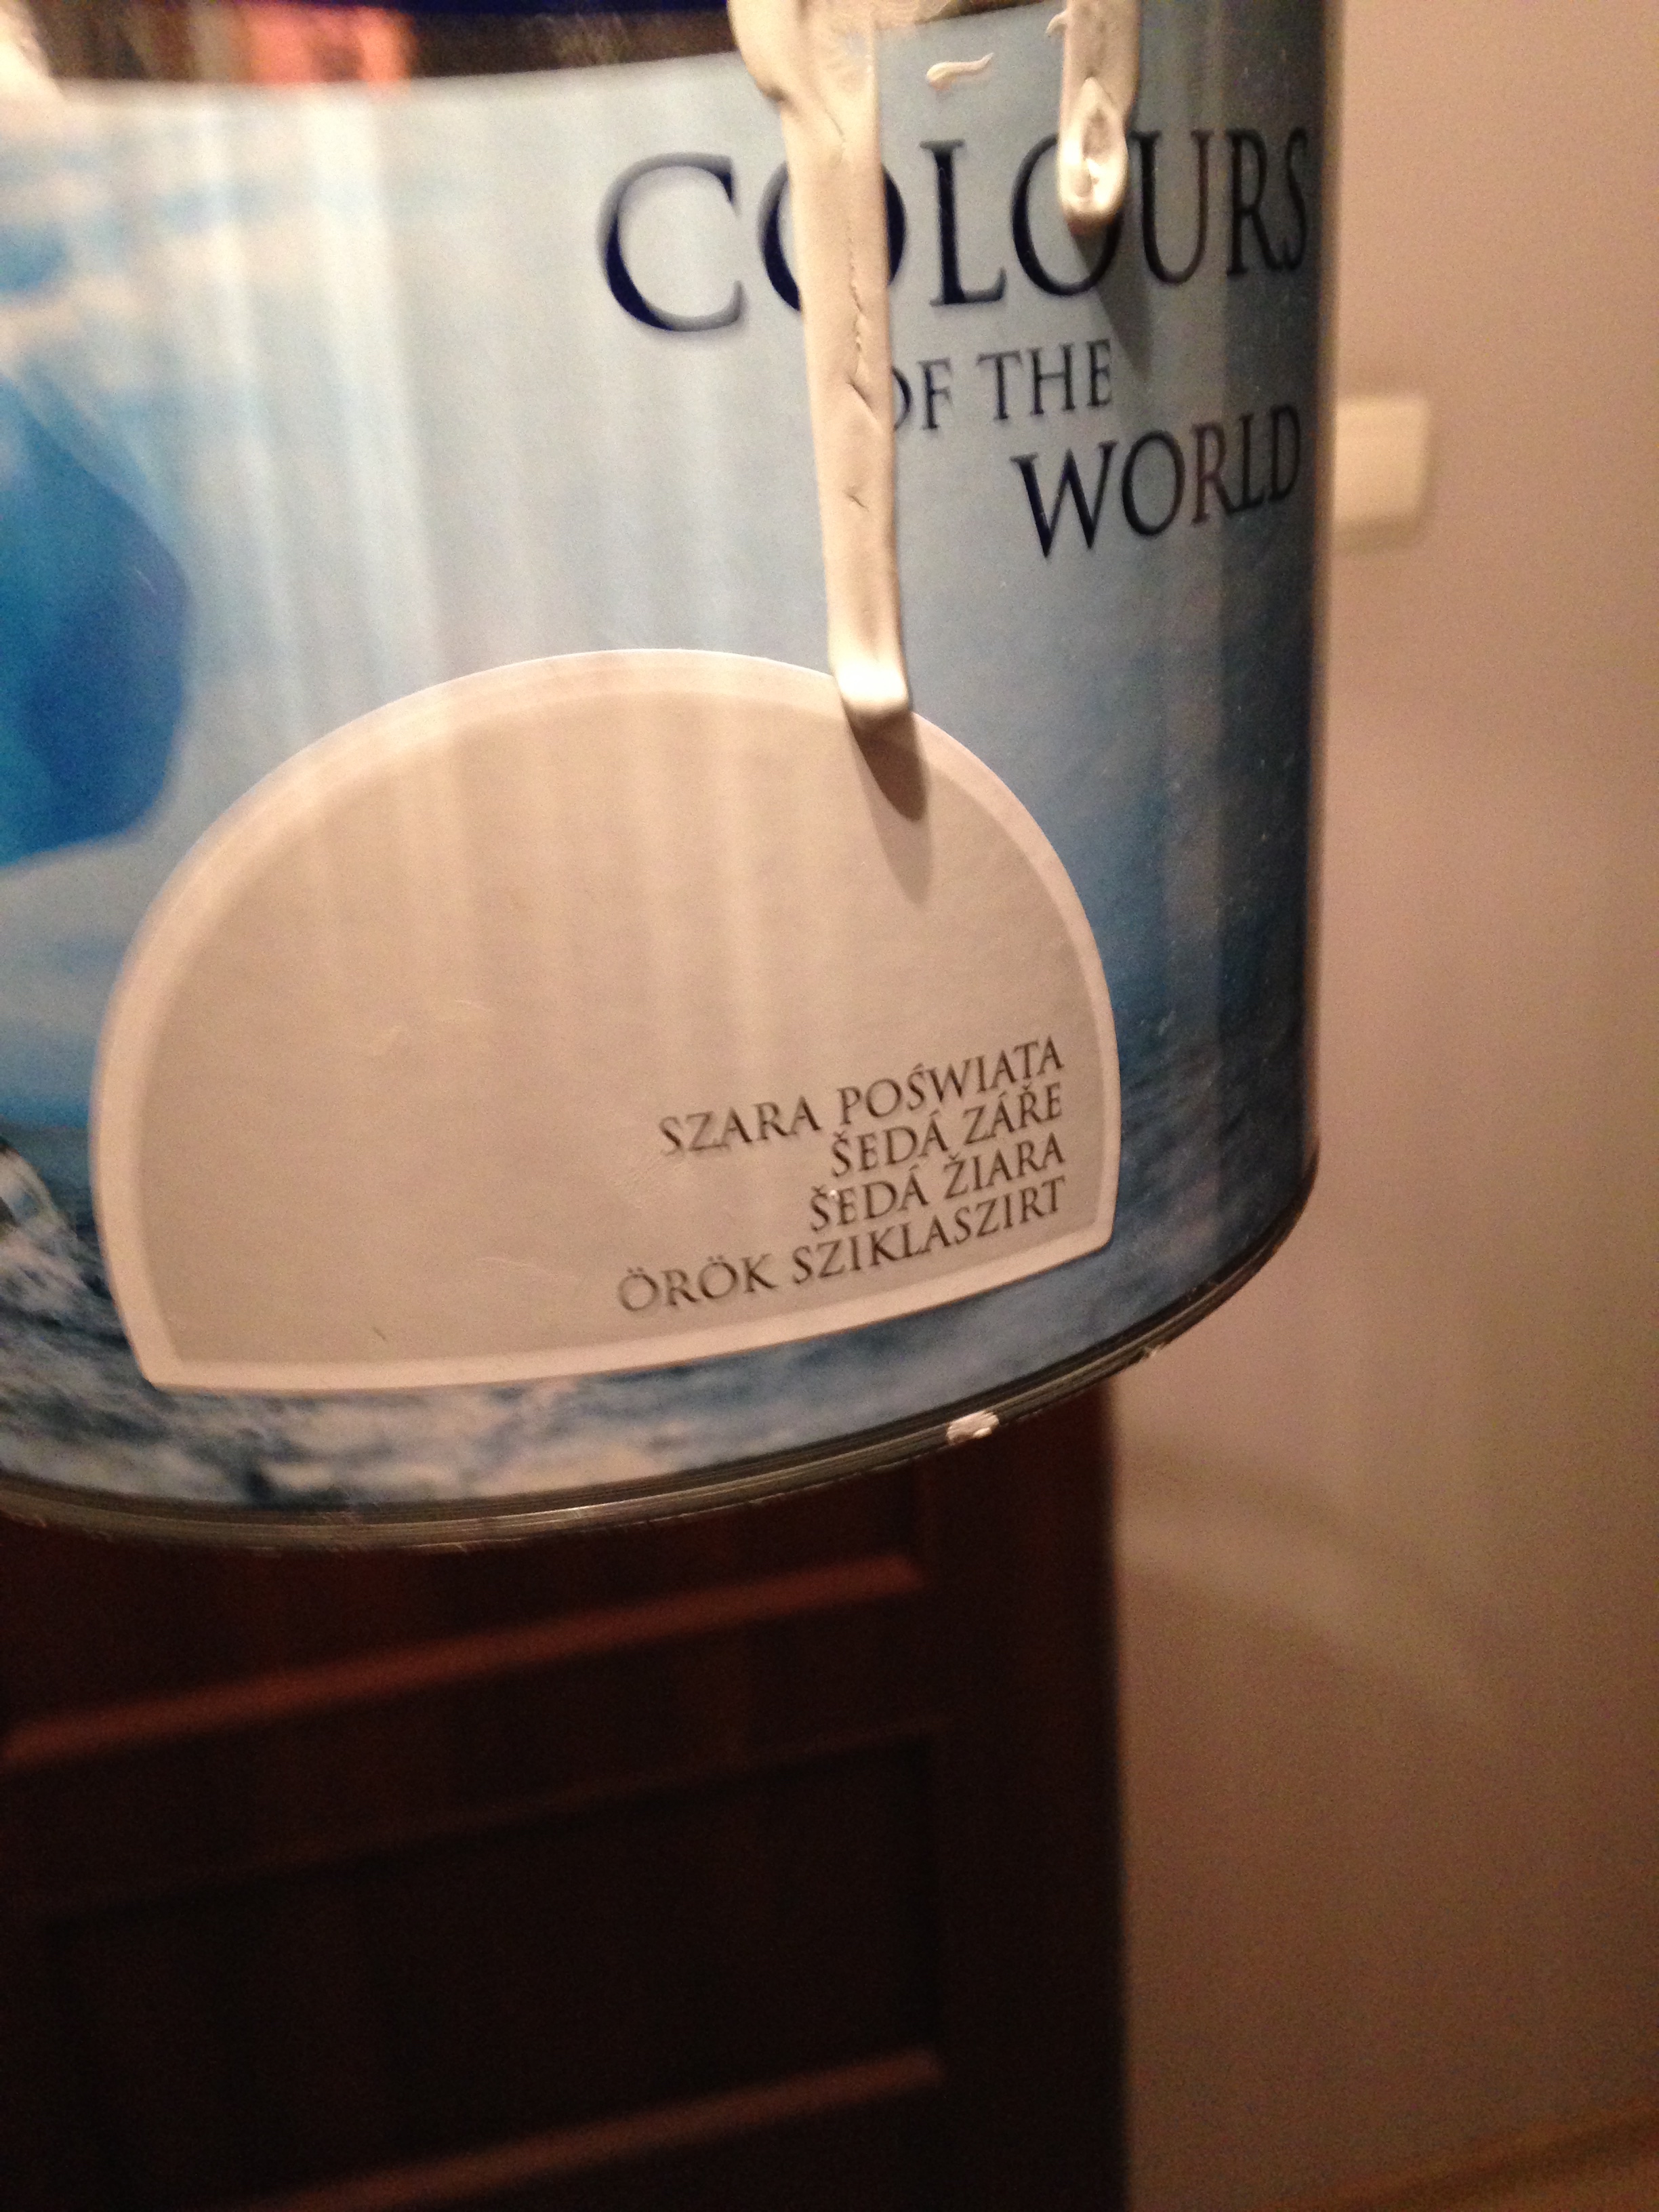 COLOURS
OF THE
WORLD
SZARA POŚWIATA
ŠEDÁ ZÁŘE
ŠEDÁ ŽIARA
ÖRÖK SZIKLASZIRT